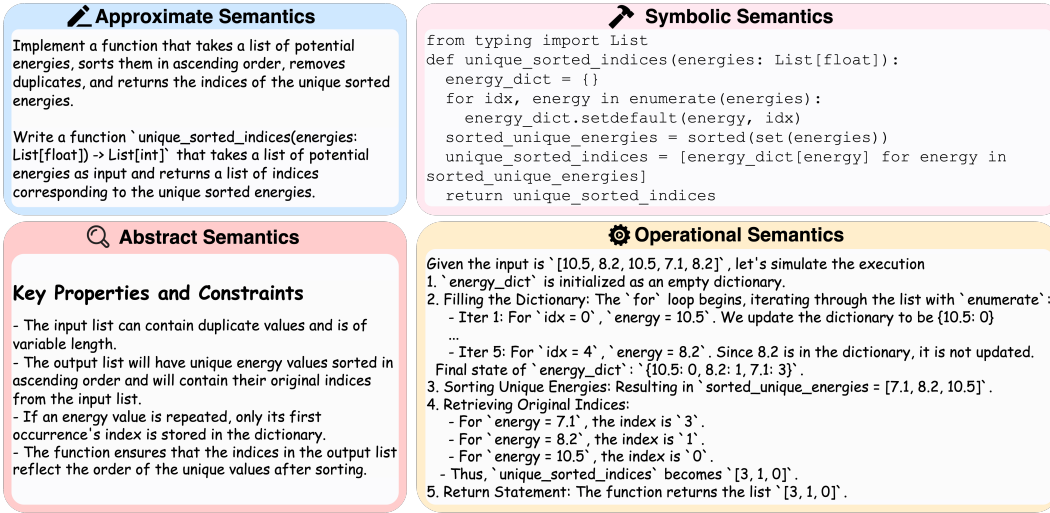 Approximate Semantics
Implement a function that takes a list of potential
energies, sorts them in ascending order, removes
duplicates, and returns the indices of the unique sorted
energies.
Write a function `unique_sorted_indices(energies:
List[float]) -> List[int]` that takes a list of potential
energies as input and returns a list of indices
corresponding to the unique sorted energies.
Symbolic Semantics
from typing import List
def unique_sorted_indices(energies: List[float]):
energy_dict = {}
for idx, energy in enumerate(energies):
energy_dict.setdefault(energy, idx)
sorted_unique_energies = sorted(set(energies))
unique_sorted_indices = [energy_dict[energy] for energy in
sorted_unique_energies]
return unique_sorted_indices
Abstract Semantics
Key Properties and Constraints
- The input list can contain duplicate values and is of
variable length.
- The output list will have unique energy values sorted in
ascending order and will contain their original indices
from the input list.
- If an energy value is repeated, only its first
occurrence's index is stored in the dictionary.
- The function ensures that the indices in the output list
reflect the order of the unique values after sorting.
Operational Semantics
Given the input is `[10.5, 8.2, 10.5, 7.1, 8.2]`, let's simulate the execution
1. `energy_dict` is initialized as an empty dictionary.
2. Filling the Dictionary: The `for` loop begins, iterating through the list with `enumerate`:
- Iter 1: For `idx = 0`, `energy = 10.5`. We update the dictionary to be {10.5: 0}
...
- Iter 5: For `idx = 4`, `energy = 8.2`. Since 8.2 is in the dictionary, it is not updated.
Final state of `energy_dict`: `{10.5: 0, 8.2: 1, 7.1: 3}`.
3. Sorting Unique Energies: Resulting in `sorted_unique_energies = [7.1, 8.2, 10.5]`.
4. Retrieving Original Indices:
- For `energy = 7.1`, the index is `3`.
- For `energy = 8.2`, the index is `1`.
- For `energy = 10.5`, the index is `0`.
- Thus, `unique_sorted_indices` becomes `[3, 1, 0]`.
5. Return Statement: The function returns the list `[3, 1, 0]`.